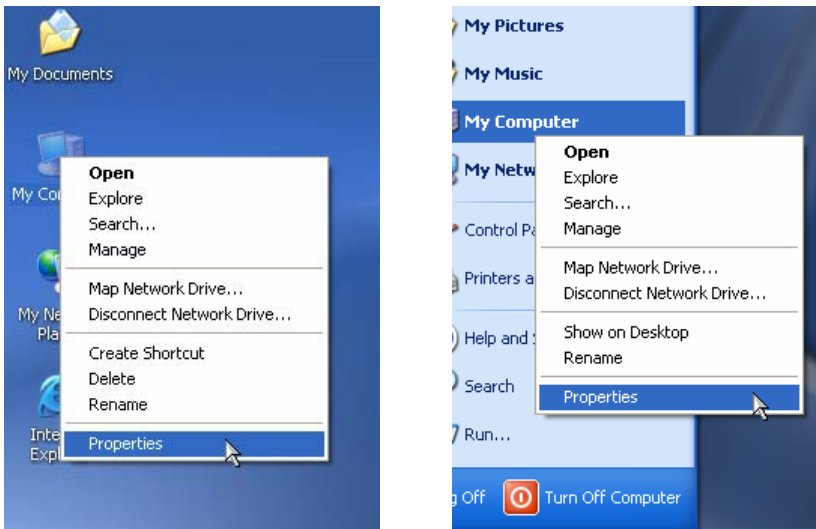 My Documents
My Co
Open
Explore
Search...
Manage
Map Network Drive...
Disconnect Network Drive...
My Ne
Pla
Create Shortcut
Delete
Rename
Inte
Expl
Properties
My Pictures
My Music
My Computer
My Netw
Open
Explore
Search...
Manage
Control Pa
Map Network Drive...
Disconnect Network Drive...
Printers a
Help and S
Show on Desktop
Rename
Search
Properties
Run...
g Off
Turn Off Computer